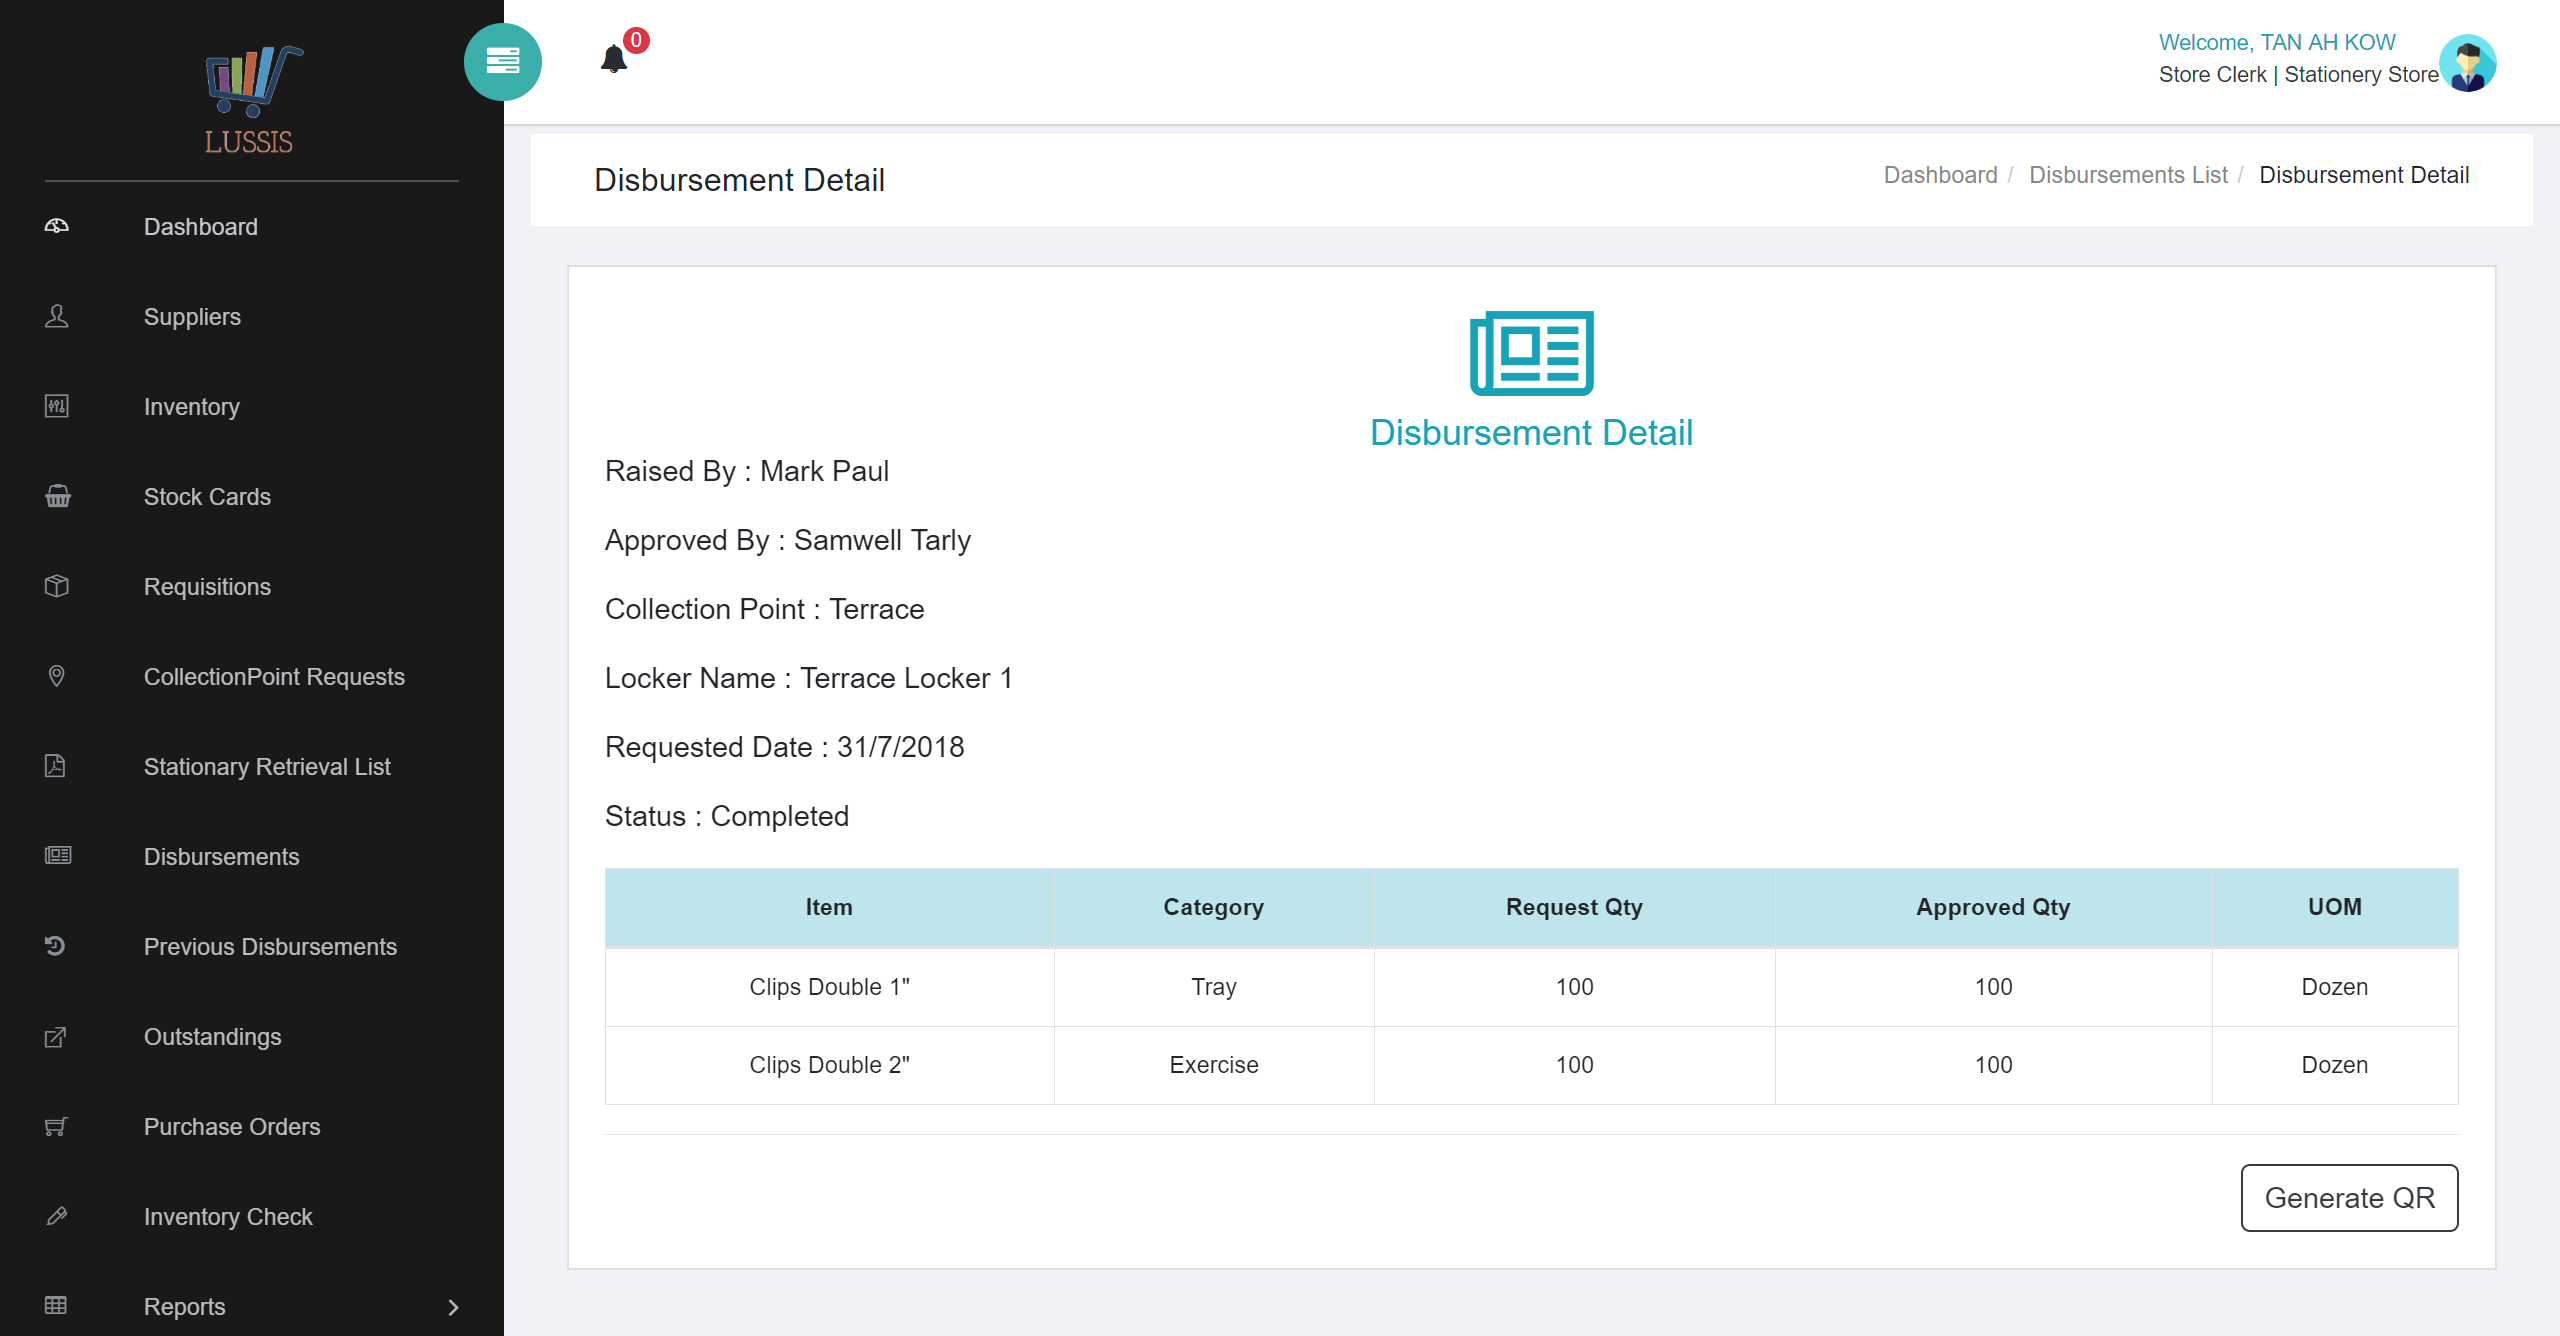 LUSSIS
Dashboard
Suppliers
Inventory
Stock Cards
Requisitions
CollectionPoint Requests
Stationary Retrieval List
Disbursements
Previous Disbursements
Outstandings
Purchase Orders
Inventory Check
Reports
0
Welcome, TAN AH KOW
Store Clerk | Stationery Store
Disbursement Detail
Dashboard / Disbursements List / Disbursement Detail
Disbursement Detail
Raised By : Mark Paul
Approved By : Samwell Tarly
Collection Point : Terrace
Locker Name : Terrace Locker 1
Requested Date : 31/7/2018
Status : Completed
Item Category Request Qty Approved Qty UOM
Clips Double 1" Tray 100 100 Dozen
Clips Double 2" Exercise 100 100 Dozen
Generate QR